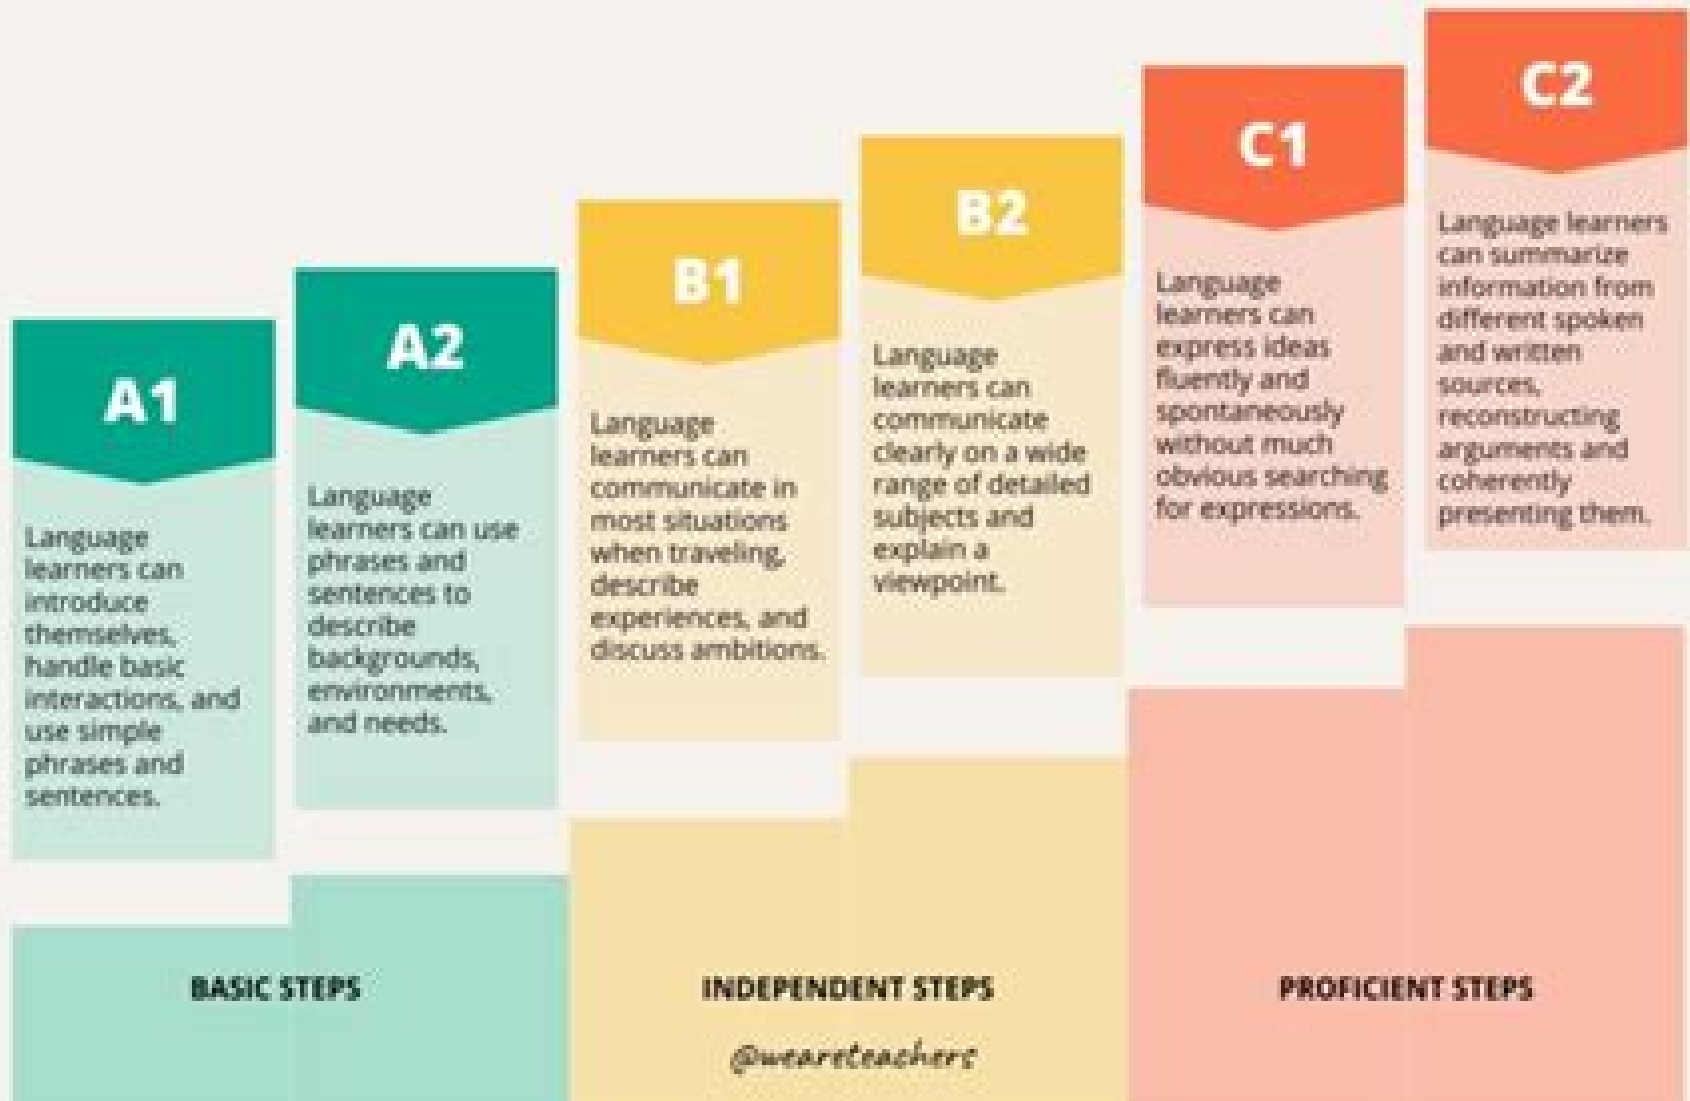 A1
Language
learners can
introduce
themselves,
handle basic
interactions, and
use simple
phrases and
sentences.
A2
Language
learners can use
phrases and
sentences to
describe
backgrounds,
environments,
and needs.
B1
Language
learners can
communicate in
most situations
when traveling,
describe
experiences, and
discuss ambitions.
B2
Language
learners can
communicate
clearly on a wide
range of detailed
subjects and
explain a
viewpoint.
C1
Language
learners can
express ideas
fluently and
spontaneously
without much
obvious searching
for expressions.
C2
Language learners
can summarize
information from
different spoken
and written
sources,
reconstructing
arguments and
coherently
presenting them.
BASIC STEPS
INDEPENDENT STEPS
PROFICIENT STEPS
@weareteachers